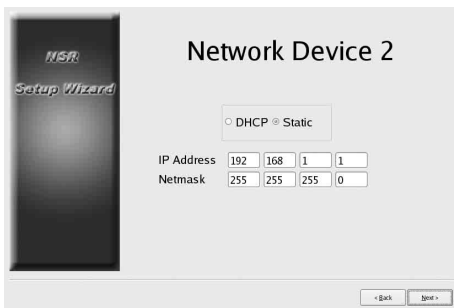 NSR
Setup Wizard
Network Device 2
DHCP Static
IP Address 192 168 1 1
Netmask 255 255 255 0
< Back Next >